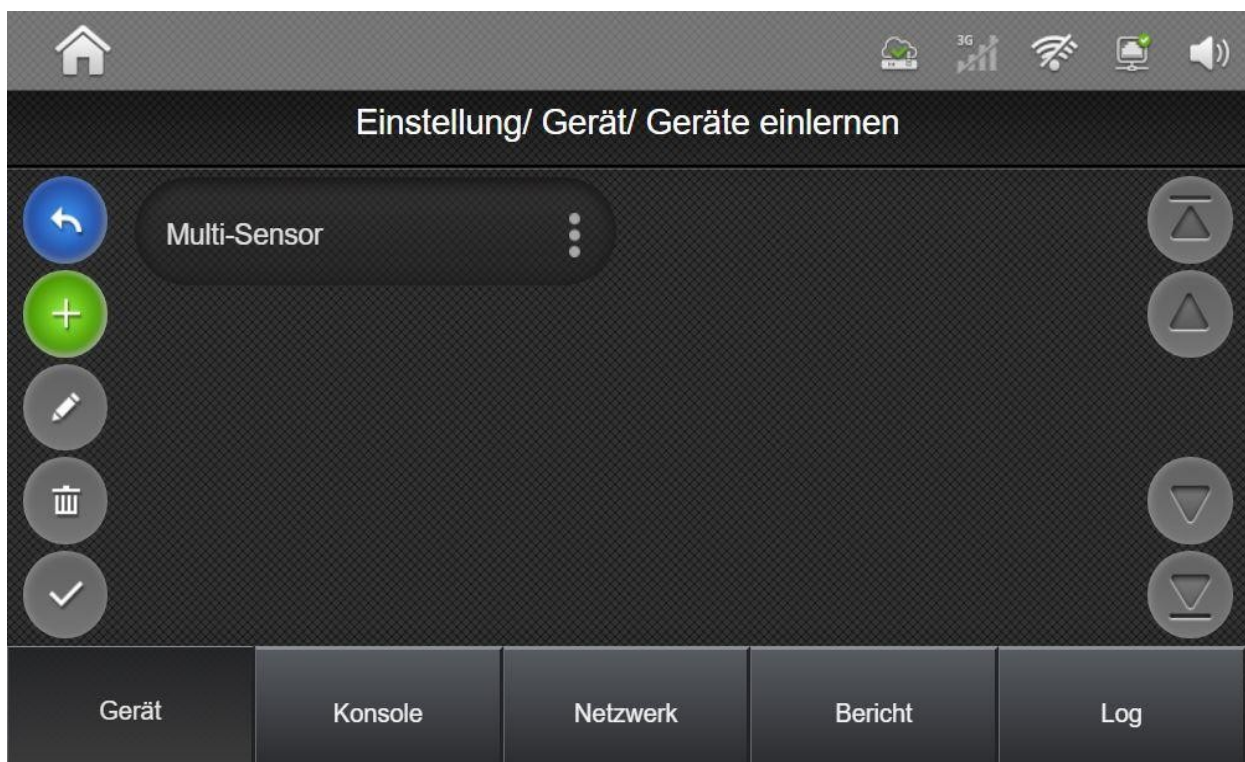 3G
Einstellung/ Gerät/ Geräte einlernen
Multi-Sensor
Gerät
Konsole
Netzwerk
Bericht
Log